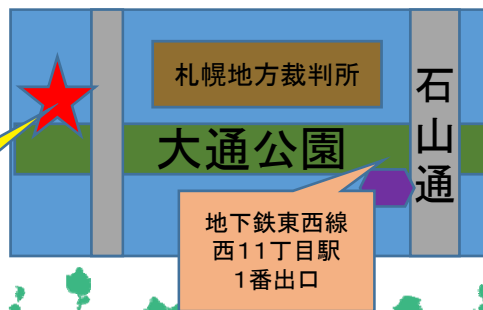 札幌地方裁判所
大通公園
石山通
地下鉄東西線
西11丁目駅
1番出口